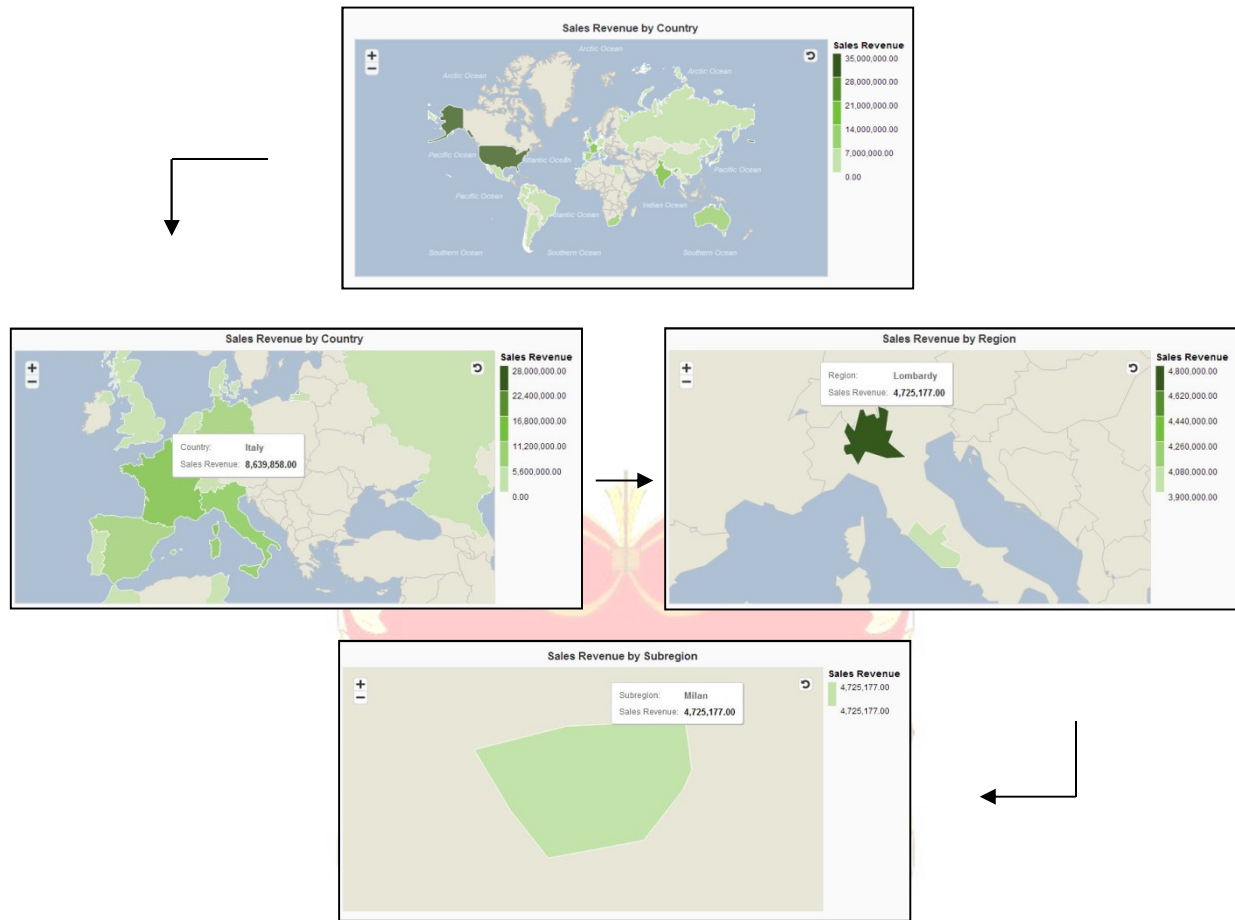 Sales Revenue by Country
+
−
Arctic Ocean
Arctic Ocean
Arctic Ocean
Pacific Ocean
Atlantic Ocean
Pacific Ocean
Pacific Ocean
Atlantic Ocean
Indian Ocean
Southern Ocean
Southern Ocean
Southern Ocean
Sales Revenue
35,000,000.00
28,000,000.00
21,000,000.00
14,000,000.00
7,000,000.00
0.00
Sales Revenue by Country
+
−
Country: Italy
Sales Revenue: 8,639,858.00
Sales Revenue
28,000,000.00
22,400,000.00
16,800,000.00
11,200,000.00
5,600,000.00
0.00
Sales Revenue by Region
+
−
Region: Lombardy
Sales Revenue: 4,725,177.00
Sales Revenue
4,800,000.00
4,620,000.00
4,440,000.00
4,260,000.00
4,080,000.00
3,900,000.00
Sales Revenue by Subregion
+
−
Subregion: Milan
Sales Revenue: 4,725,177.00
Sales Revenue
4,725,177.00
4,725,177.00